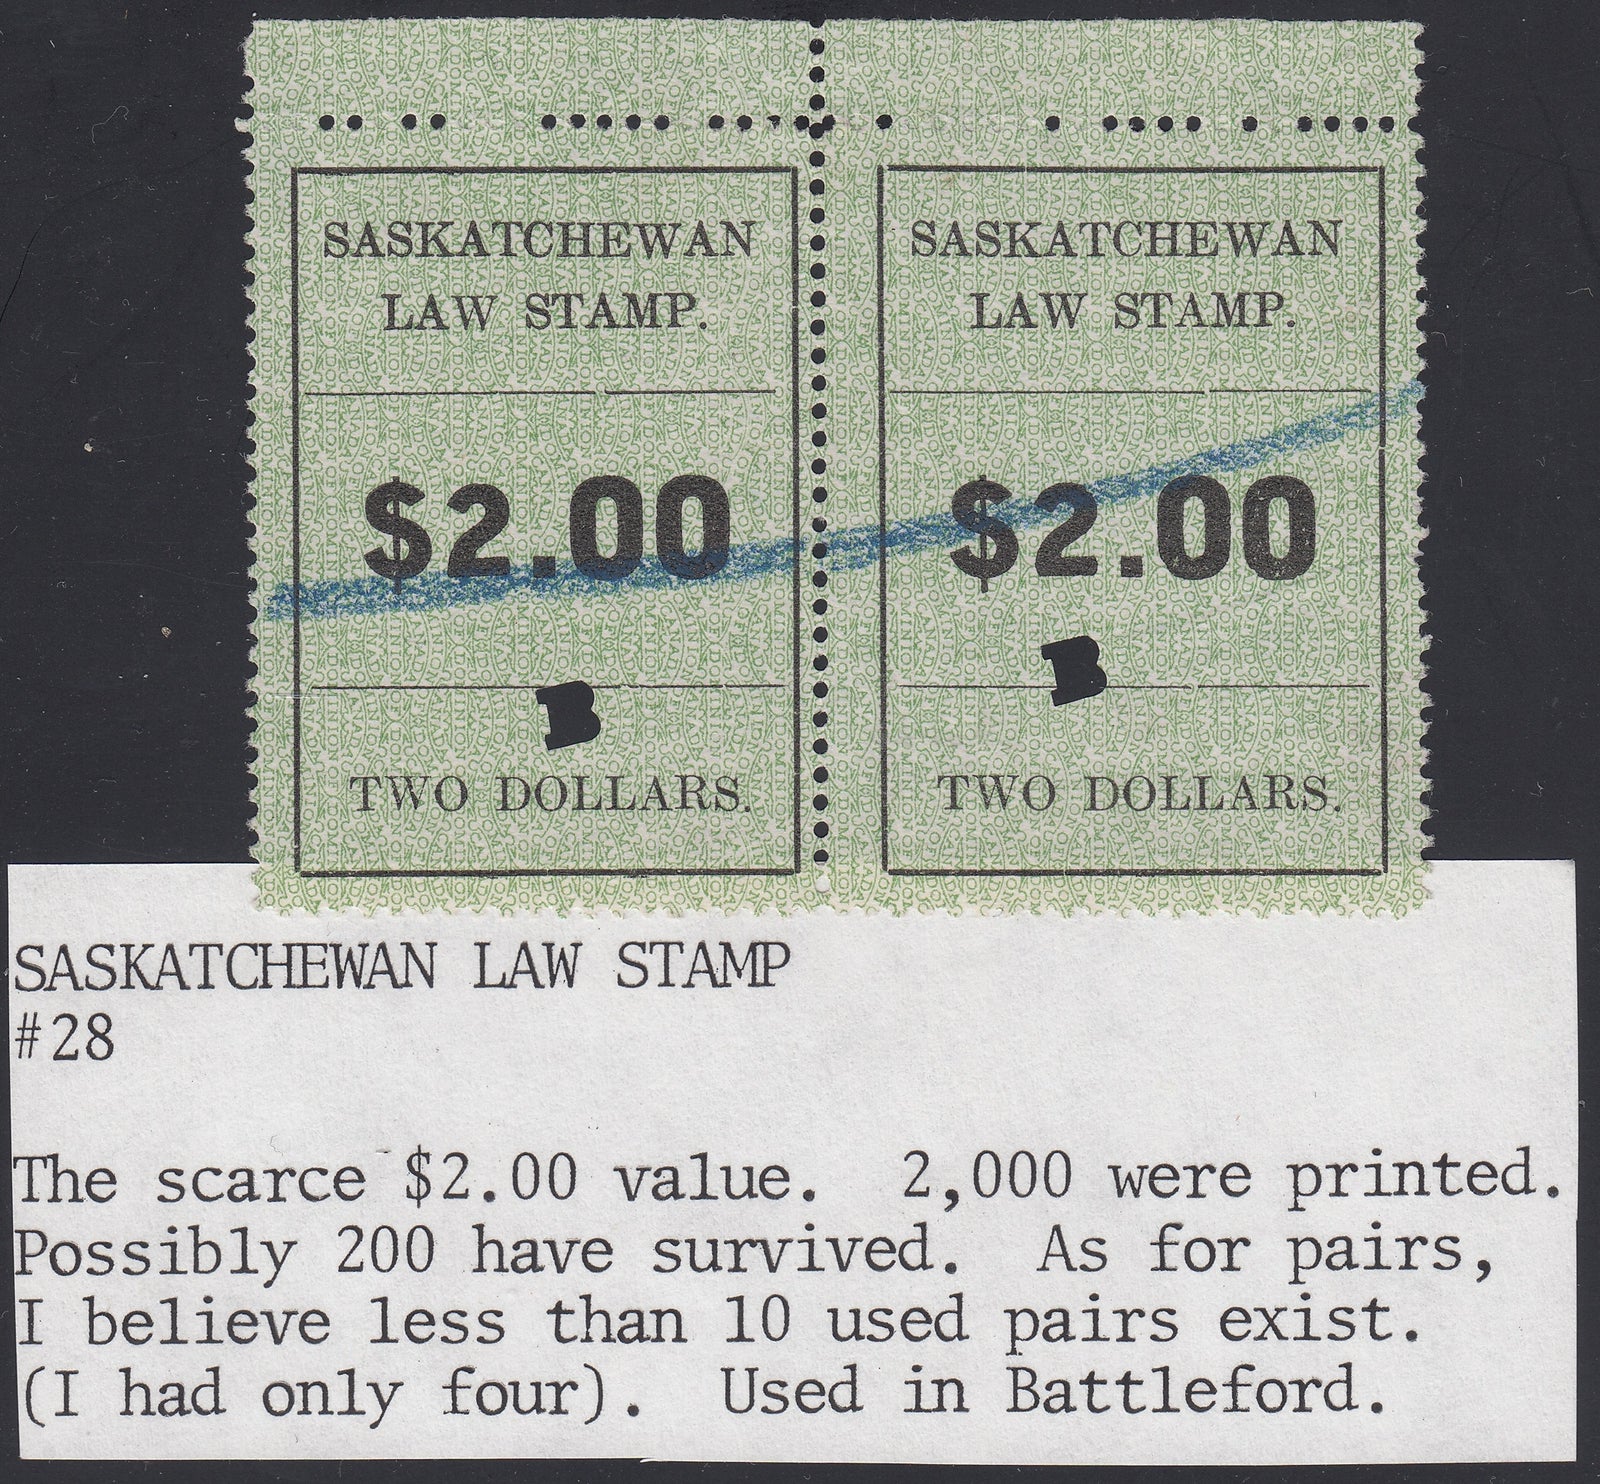 SASKATCHEWAN
LAW STAMP.
$2.00
B
TWO DOLLARS.
SASKATCHEWAN
LAW STAMP.
$2.00
B
TWO DOLLARS.
SASKATCHEWAN LAW STAMP
#28
The scarce $2.00 value. 2,000 were printed.
Possibly 200 have survived. As for pairs,
I believe less than 10 used pairs exist.
(I had only four). Used in Battleford.